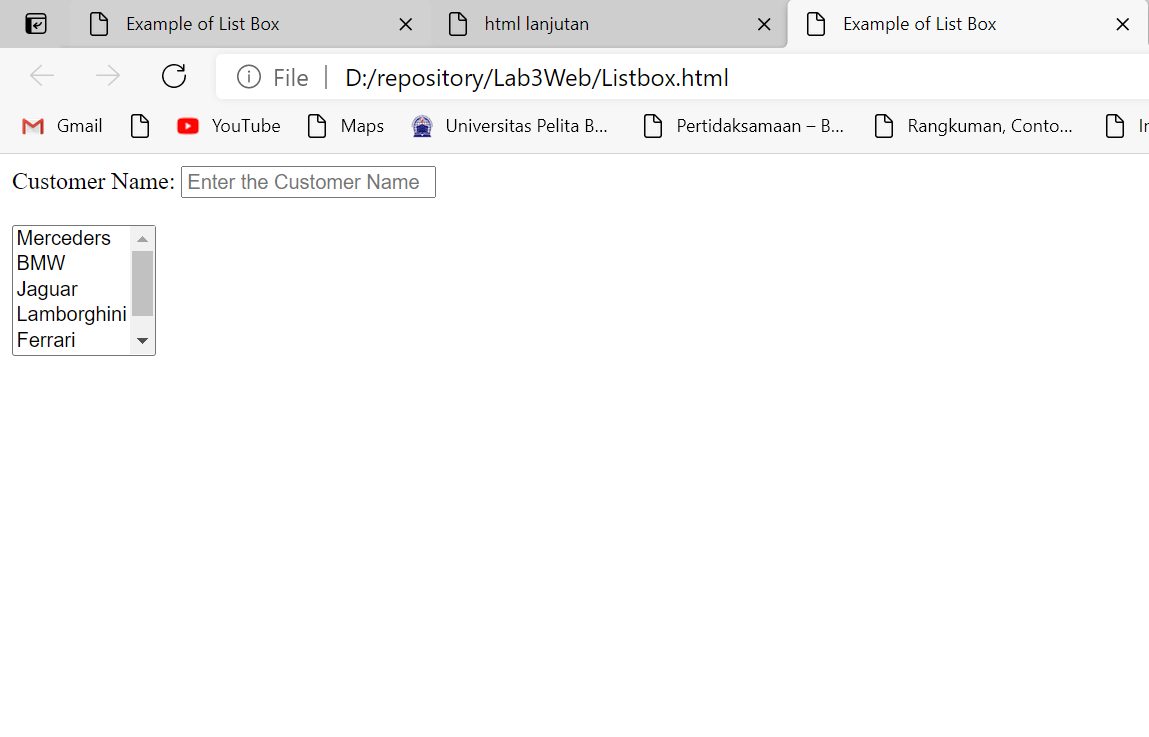 Example of List Box html lanjutan Example of List Box
File D:/repository/Lab3Web/Listbox.html
Gmail YouTube Maps Universitas Pelita B... Pertidaksamaan – B... Rangkuman, Conto...
Customer Name: Enter the Customer Name
Merceders
BMW
Jaguar
Lamborghini
Ferrari